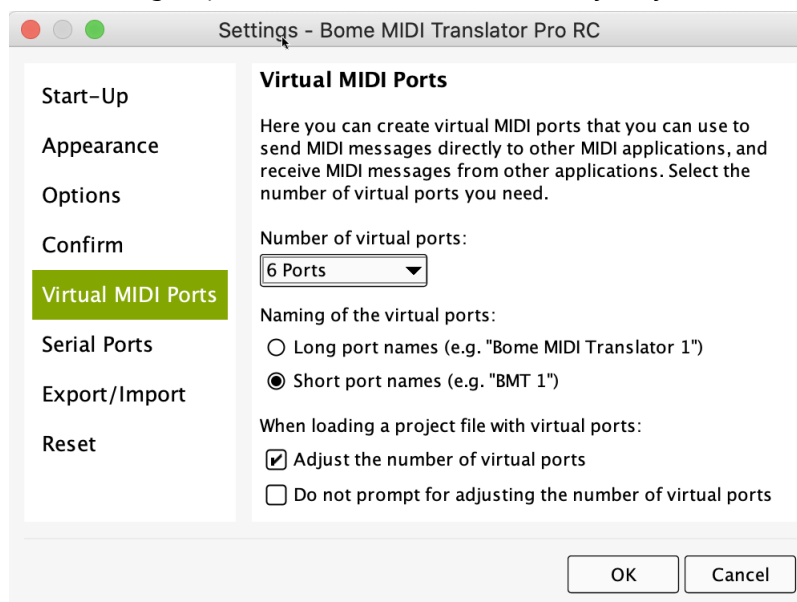 Settings - Bome MIDI Translator Pro RC
Start-Up
Appearance
Options
Confirm
Virtual MIDI Ports
Serial Ports
Export/Import
Reset
Virtual MIDI Ports
Here you can create virtual MIDI ports that you can use to
send MIDI messages directly to other MIDI applications, and
receive MIDI messages from other applications. Select the
number of virtual ports you need.
Number of virtual ports:
6 Ports
Naming of the virtual ports:
Long port names (e.g. "Bome MIDI Translator 1")
Short port names (e.g. "BMT 1")
When loading a project file with virtual ports:
Adjust the number of virtual ports
Do not prompt for adjusting the number of virtual ports
OK
Cancel